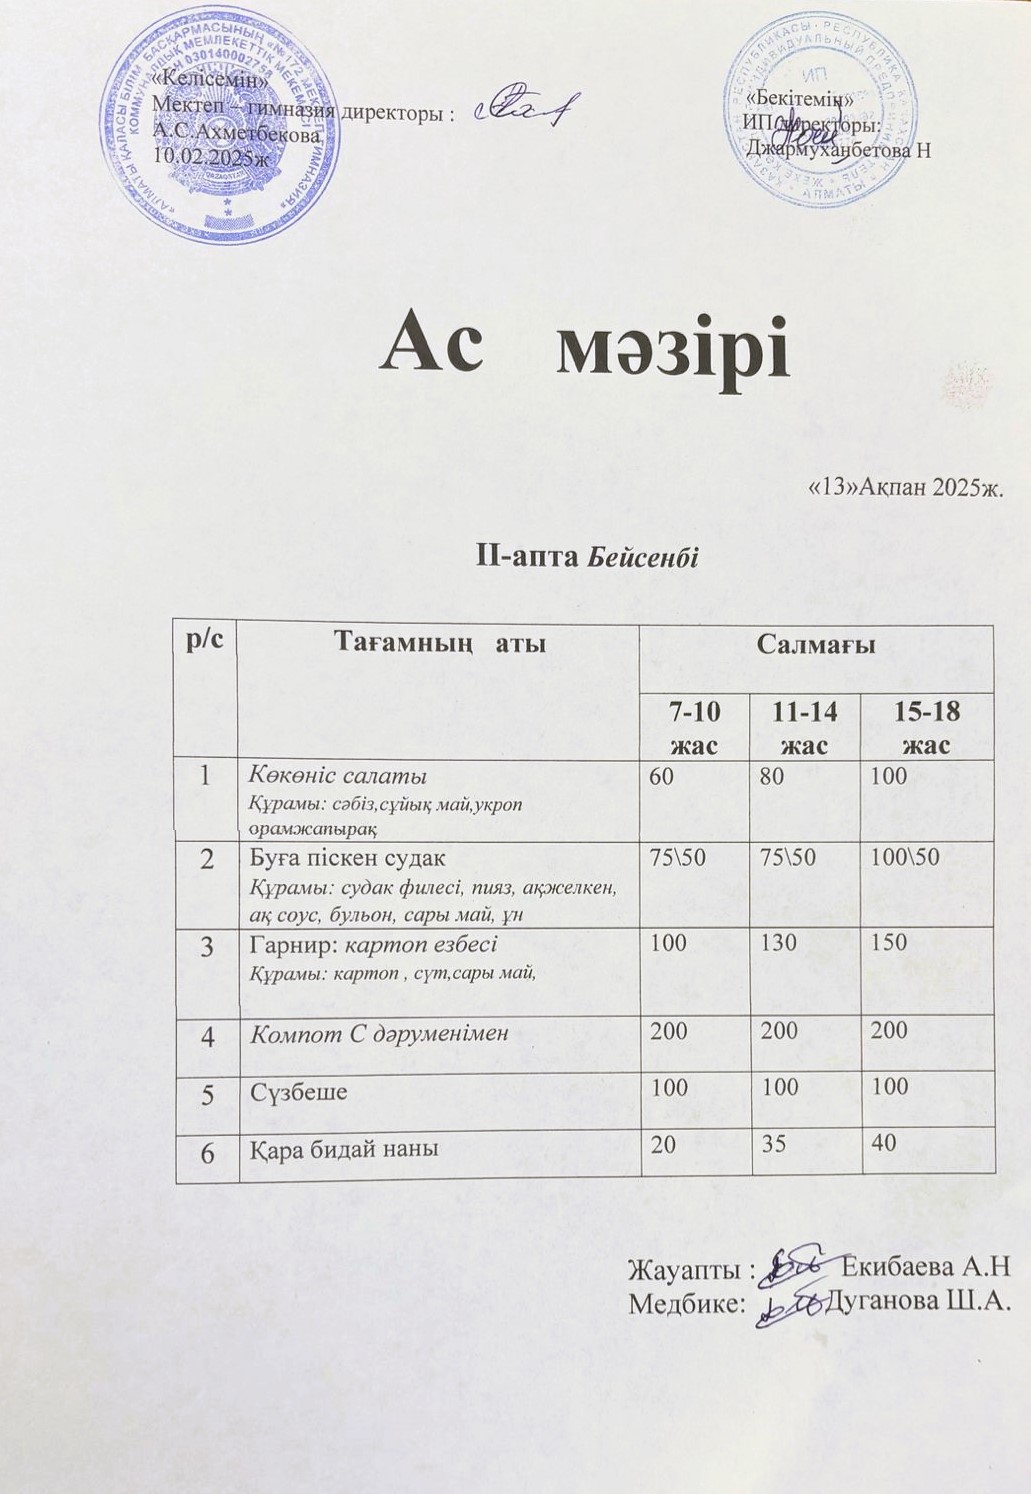 «Келісемін»
Мектеп – гимназия директоры :
А.С.Ахметбекова
10.02.2025ж
«Бекітемін»
ИП директоры:
Джармуханбетова Н
Ас мәзірі
«13»Ақпан 2025ж.
II-апта Бейсенбі
р/с Тағамның аты Салмағы
7-10 жас 11-14 жас 15-18 жас
1 Көкөніс салаты 60 80 100
Құрамы: сәбіз,сұйық май,укроп
орамжапырақ
2 Буға піскен судак 75\50 75\50 100\50
Құрамы: судак филесі, пияз, ақжелкен,
ақ соус, бульон, сары май, ұн
3 Гарнир: картоп езбесі 100 130 150
Құрамы: картоп , сүт,сары май,
4 Компот С дәруменімен 200 200 200
5 Сүзбеше 100 100 100
6 Қара бидай наны 20 35 40
Жауапты : Екибаева А.Н
Медбике: Дуганова Ш.А.